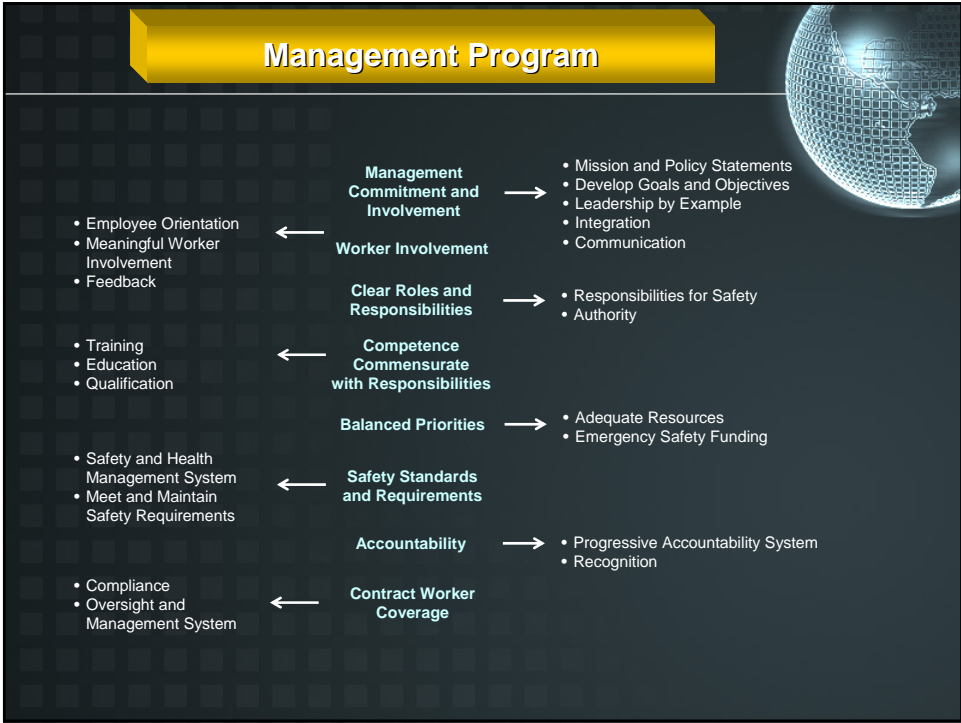 Management Program
Management
Commitment and
Involvement
• Mission and Policy Statements
• Develop Goals and Objectives
• Leadership by Example
• Integration
• Communication
Worker Involvement
• Employee Orientation
• Meaningful Worker
Involvement
• Feedback
Clear Roles and
Responsibilities
• Responsibilities for Safety
• Authority
Competence
Commensurate
with Responsibilities
• Training
• Education
• Qualification
Balanced Priorities
• Adequate Resources
• Emergency Safety Funding
Safety Standards
and Requirements
• Safety and Health
Management System
• Meet and Maintain
Safety Requirements
Accountability
• Progressive Accountability System
• Recognition
Contract Worker
Coverage
• Compliance
• Oversight and
Management System